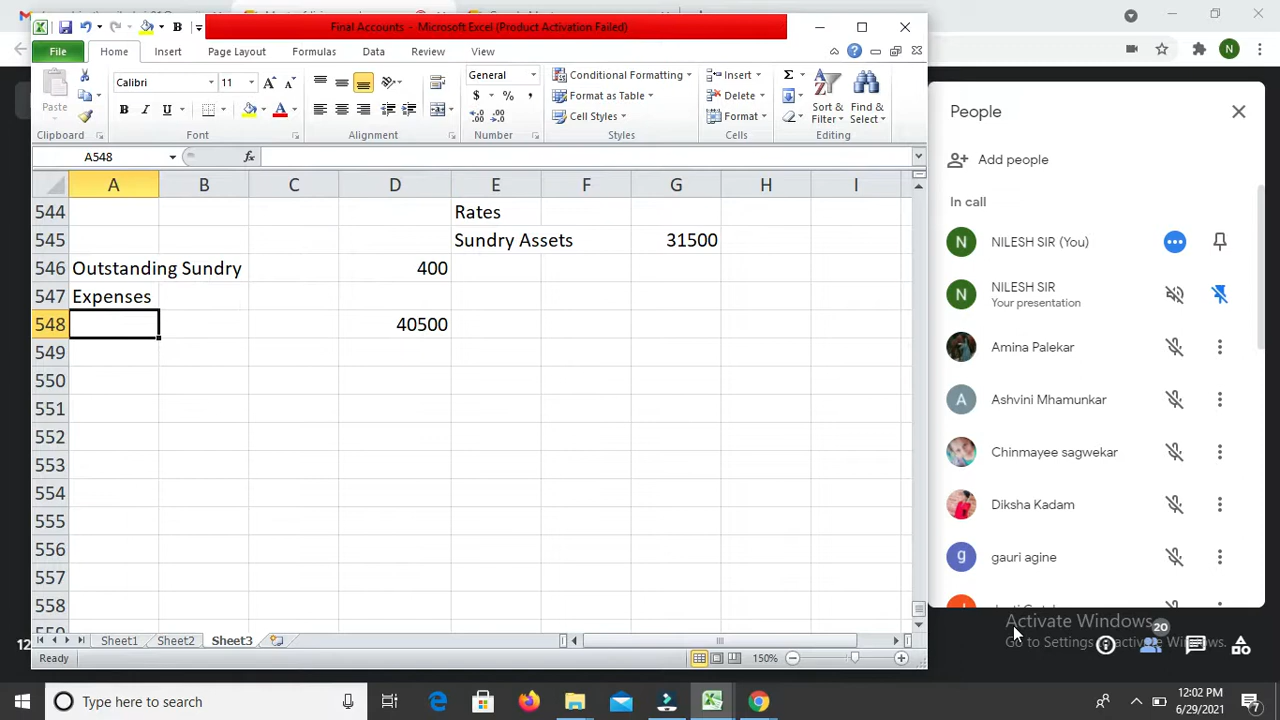 Final Accounts - Microsoft Excel (Product Activation Failed)
File Home Insert Page Layout Formulas Data Review View
Calibri 11 General Conditional Formatting Insert Σ
Paste Format as Table Delete Sort & Find &
B I U A $ % , Cell Styles Format Filter Select
Clipboard Font Alignment Number Styles Cells Editing
A548 fx
A B C D E F G H I
544 Rates
545 Sundry Assets 31500
546 Outstanding Sundry 400
547 Expenses
548 40500
549
550
551
552
553
554
555
556
557
558
Sheet1 Sheet2 Sheet3
Ready 150%
N
People
Add people
In call
N NILESH SIR (You)
N NILESH SIR
Your presentation
Amina Palekar
A Ashvini Mhamunkar
Chinmayee sagwekar
Diksha Kadam
g gauri agine
Activate Windows
Go to Settings to activate Windows.
20
12
Type here to search
12:02 PM
6/29/2021
7